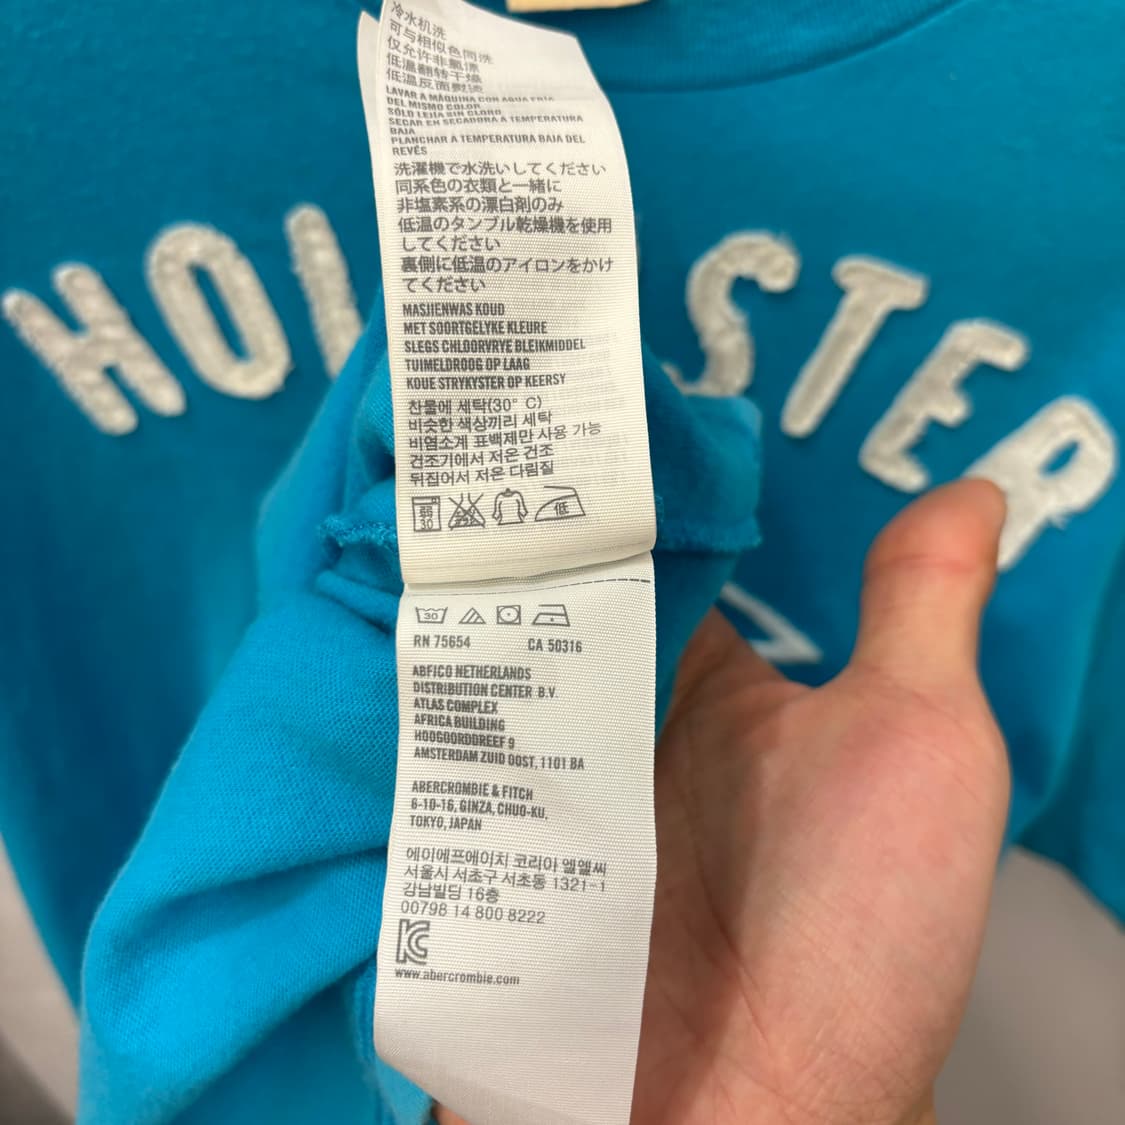 冷水机洗
可与相似色同洗
仅允许非氯漂
低温翻转干燥
低温反面熨烫
LAVAR A MÁQUINA CON AGUA FRÍA
DEL MISMO COLOR
SÓLO LEJÍA SIN CLORO
SECAR EN SECADORA A TEMPERATURA
BAJA
PLANCHAR A TEMPERATURA BAJA DEL
REVÉS
洗濯機で水洗いしてください
同系色の衣類と一緒に
非塩素系の漂白剤のみ
低温のタンブル乾燥機を使用
してください
裏側に低温のアイロンをかけ
てください
MASJIENWAS KOUD
MET SOORTGELYKE KLEURE
SLEGS CHLOORVRYE BLEIKMIDDEL
TUIMELDROOG OP LAAG
KOUE STRYKYSTER OP KEERSY
찬물에 세탁(30° C)
비슷한 색상끼리 세탁
비염소계 표백제만 사용 가능
건조기에서 저온 건조
뒤집어서 저온 다림질
弱 30 低
30
RN 75654 CA 50316
ABFICO NETHERLANDS
DISTRIBUTION CENTER B.V.
ATLAS COMPLEX
AFRICA BUILDING
HOOGOORDDREEF 9
AMSTERDAM ZUID OOST, 1101 BA
ABERCROMBIE & FITCH
6-10-16, GINZA, CHUO-KU,
TOKYO, JAPAN
에이에프에이치 코리아 엘엘씨
서울시 서초구 서초동 1321-1
강남빌딩 16층
00798 14 800 8222
www.abercrombie.com
HOL STER